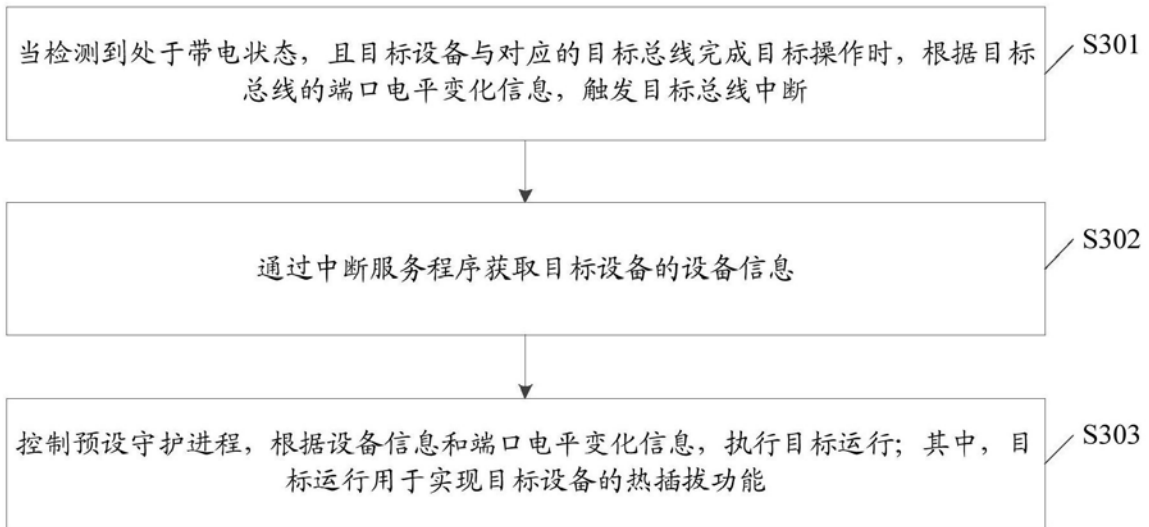 当检测到处于带电状态，且目标设备与对应的目标总线完成目标操作时，根据目标
总线的端口电平变化信息，触发目标总线中断
S301
通过中断服务程序获取目标设备的设备信息
S302
控制预设守护进程，根据设备信息和端口电平变化信息，执行目标运行；其中，目
标运行用于实现目标设备的热插拔功能
S303